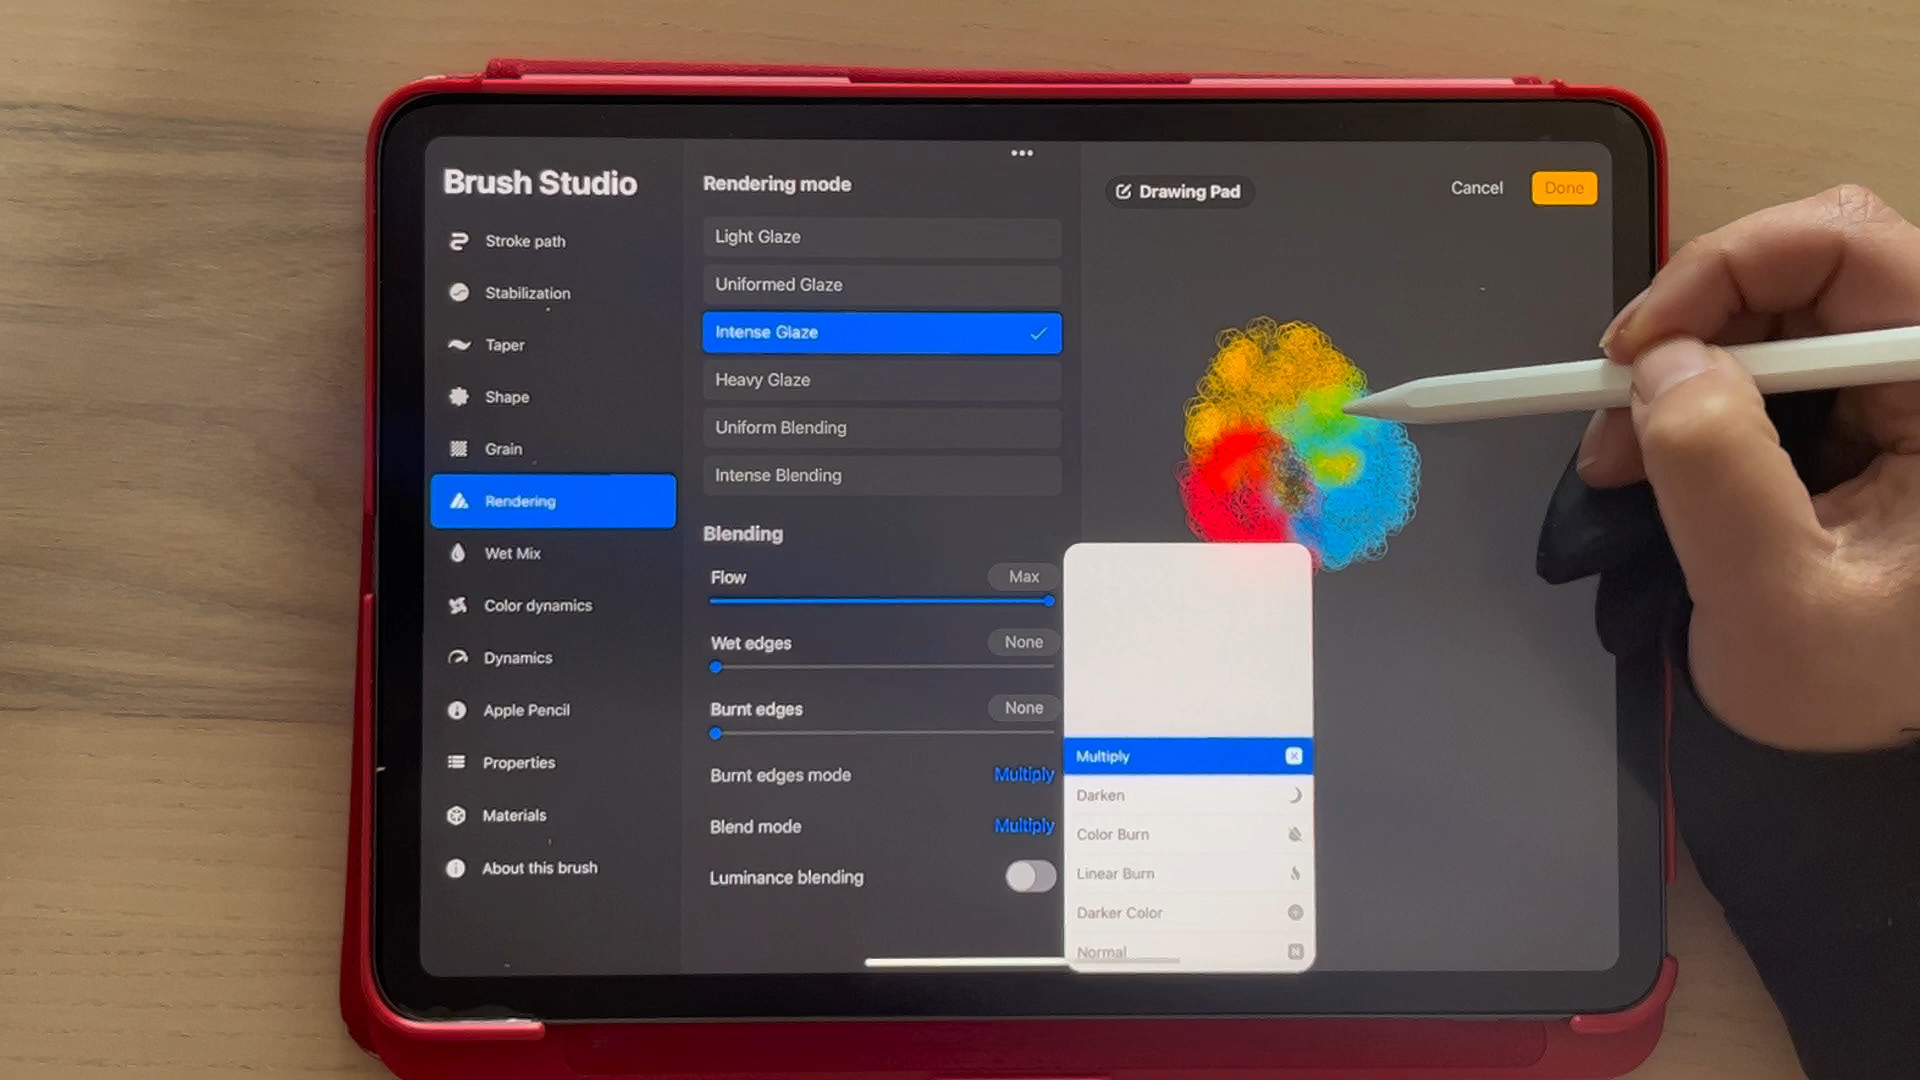 Brush Studio
Stroke path
Stabilization
Taper
Shape
Grain
Rendering
Wet Mix
Color dynamics
Dynamics
Apple Pencil
Properties
Materials
About this brush
Rendering mode
Light Glaze
Uniformed Glaze
Intense Glaze
Heavy Glaze
Uniform Blending
Intense Blending
Blending
Flow Max
Wet edges None
Burnt edges None
Burnt edges mode Multiply
Blend mode Multiply
Luminance blending
Drawing Pad
Cancel
Done
Multiply
Darken
Color Burn
Linear Burn
Darker Color
Normal N